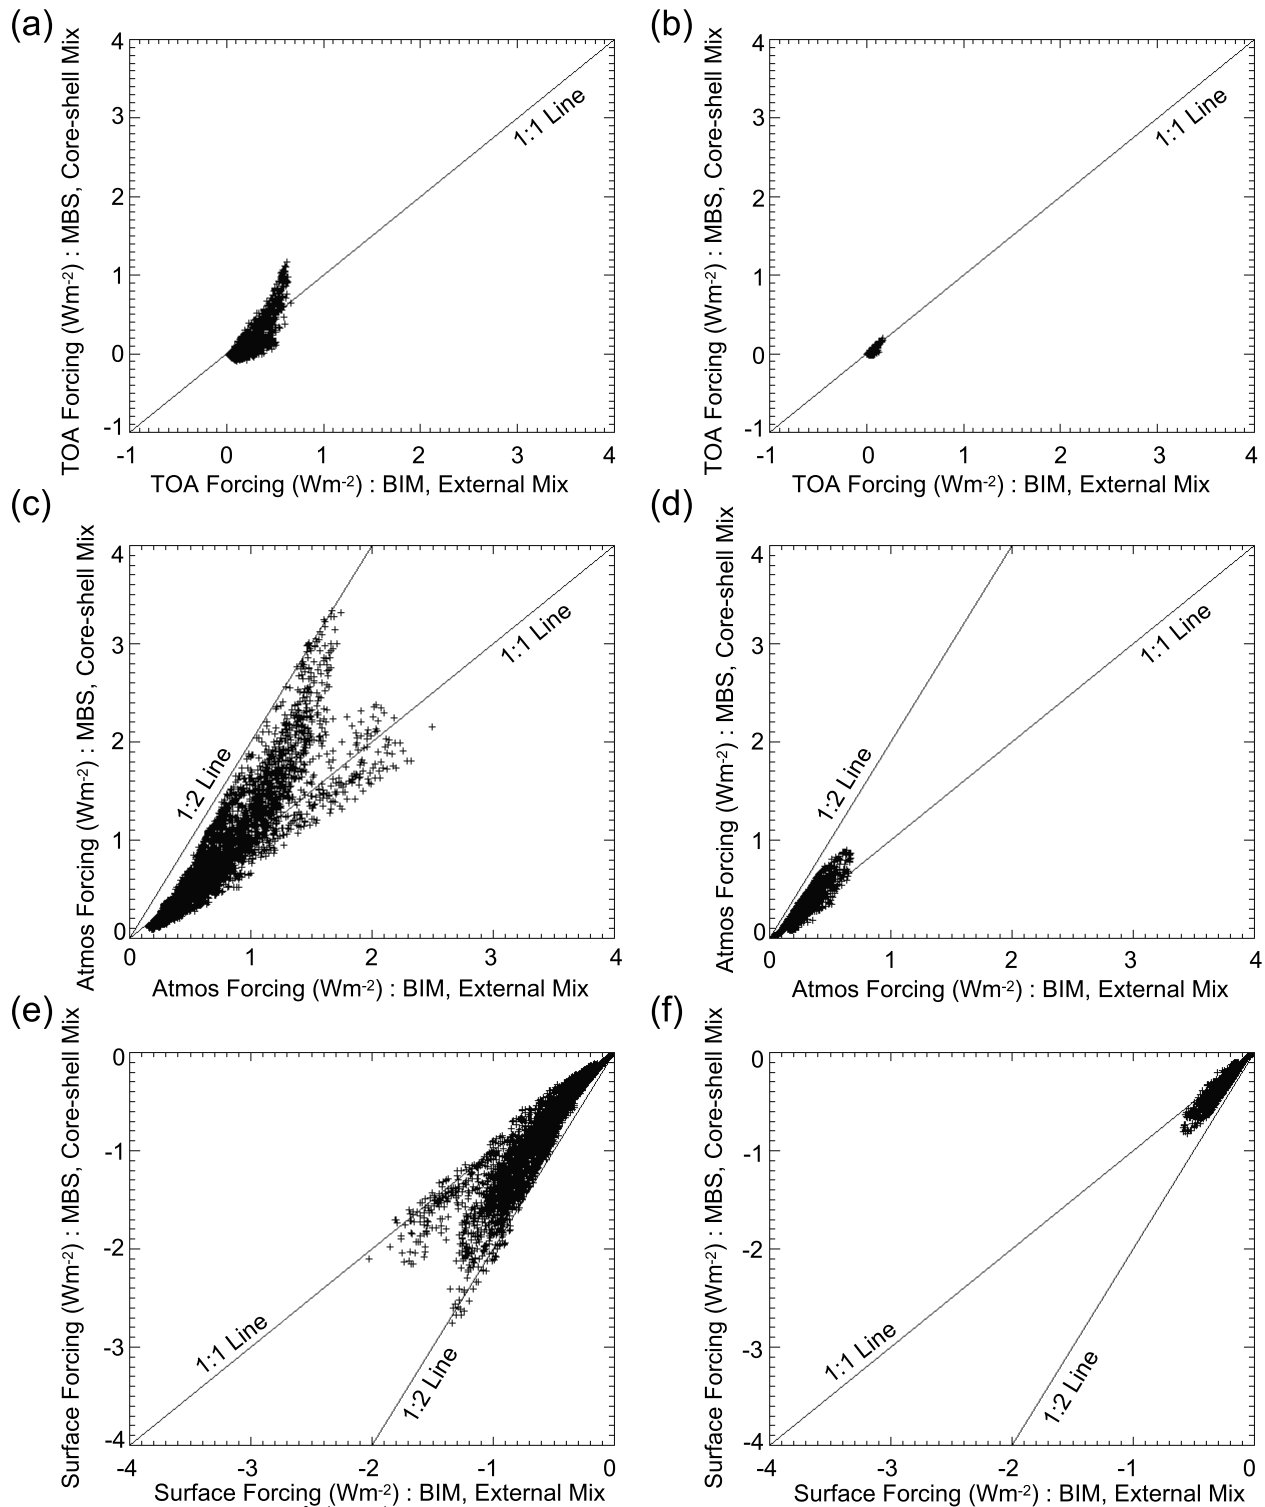 (a)
TOA Forcing (Wm-2) : MBS, Core-shell Mix
4
3
2
1
0
-1
1:1 Line
-1 0 1 2 3 4
TOA Forcing (Wm-2) : BIM, External Mix
(b)
TOA Forcing (Wm-2) : MBS, Core-shell Mix
4
3
2
1
0
-1
1:1 Line
-1 0 1 2 3 4
TOA Forcing (Wm-2) : BIM, External Mix
(c)
Atmos Forcing (Wm-2) : MBS, Core-shell Mix
4
3
2
1
0
1:2 Line
1:1 Line
0 1 2 3 4
Atmos Forcing (Wm-2) : BIM, External Mix
(d)
Atmos Forcing (Wm-2) : MBS, Core-shell Mix
4
3
2
1
0
1:2 Line
1:1 Line
0 1 2 3 4
Atmos Forcing (Wm-2) : BIM, External Mix
(e)
Surface Forcing (Wm-2) : MBS, Core-shell Mix
0
-1
-2
-3
-4
1:1 Line
1:2 Line
-4 -3 -2 -1 0
Surface Forcing (Wm-2) : BIM, External Mix
(f)
Surface Forcing (Wm-2) : MBS, Core-shell Mix
0
-1
-2
-3
-4
1:1 Line
1:2 Line
-4 -3 -2 -1 0
Surface Forcing (Wm-2) : BIM, External Mix